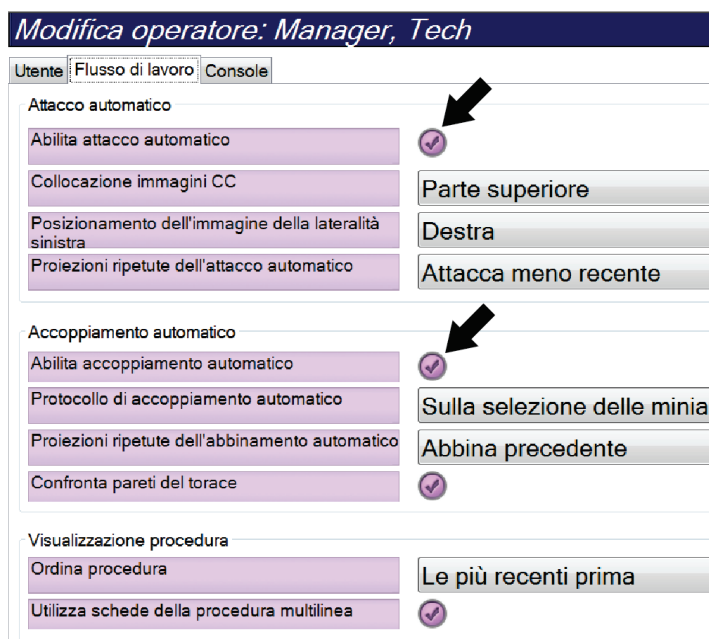 Modifica operatore: Manager, Tech
Utente Flusso di lavoro Console
Attacco automatico
Abilita attacco automatico
Collocazione immagini CC Parte superiore
Posizionamento dell'immagine della lateralità
sinistra Destra
Proiezioni ripetute dell'attacco automatico Attacca meno recente
Accoppiamento automatico
Abilita accoppiamento automatico
Protocollo di accoppiamento automatico Sulla selezione delle minia
Proiezioni ripetute dell'abbinamento automatico Abbina precedente
Confronta pareti del torace
Visualizzazione procedura
Ordina procedura Le più recenti prima
Utilizza schede della procedura multilinea